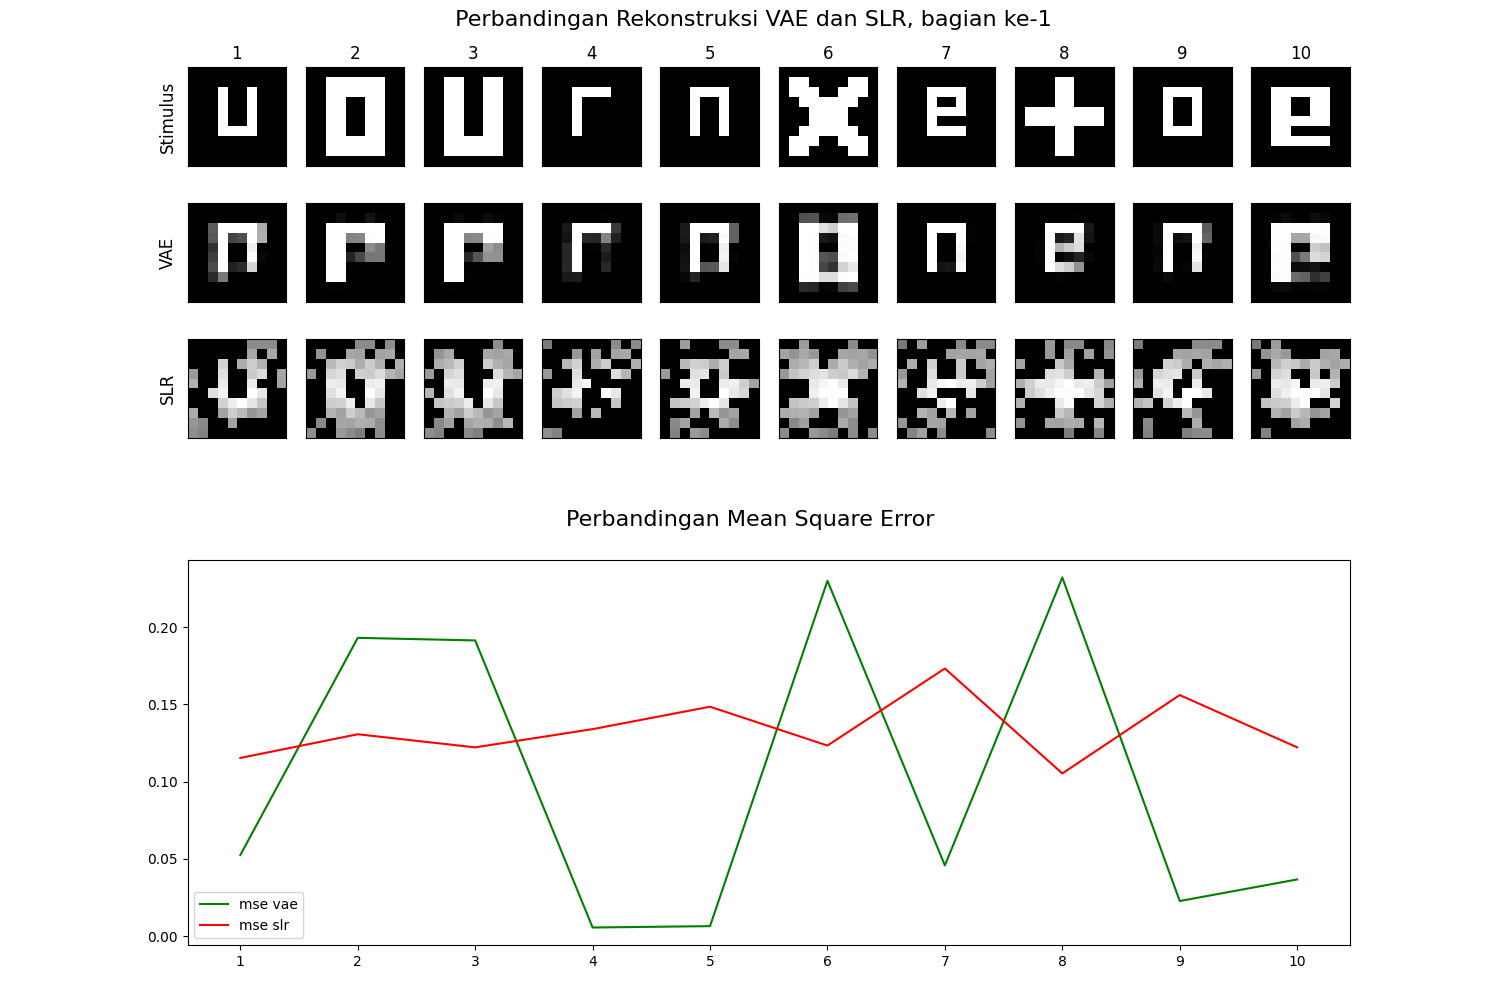 Perbandingan Rekonstruksi VAE dan SLR, bagian ke-1
1 2 3 4 5 6 7 8 9 10
Stimulus
u o u r n x e + o e
VAE
SLR
Perbandingan Mean Square Error
0.20
0.15
0.10
0.05
0.00
mse vae
mse slr
1 2 3 4 5 6 7 8 9 10